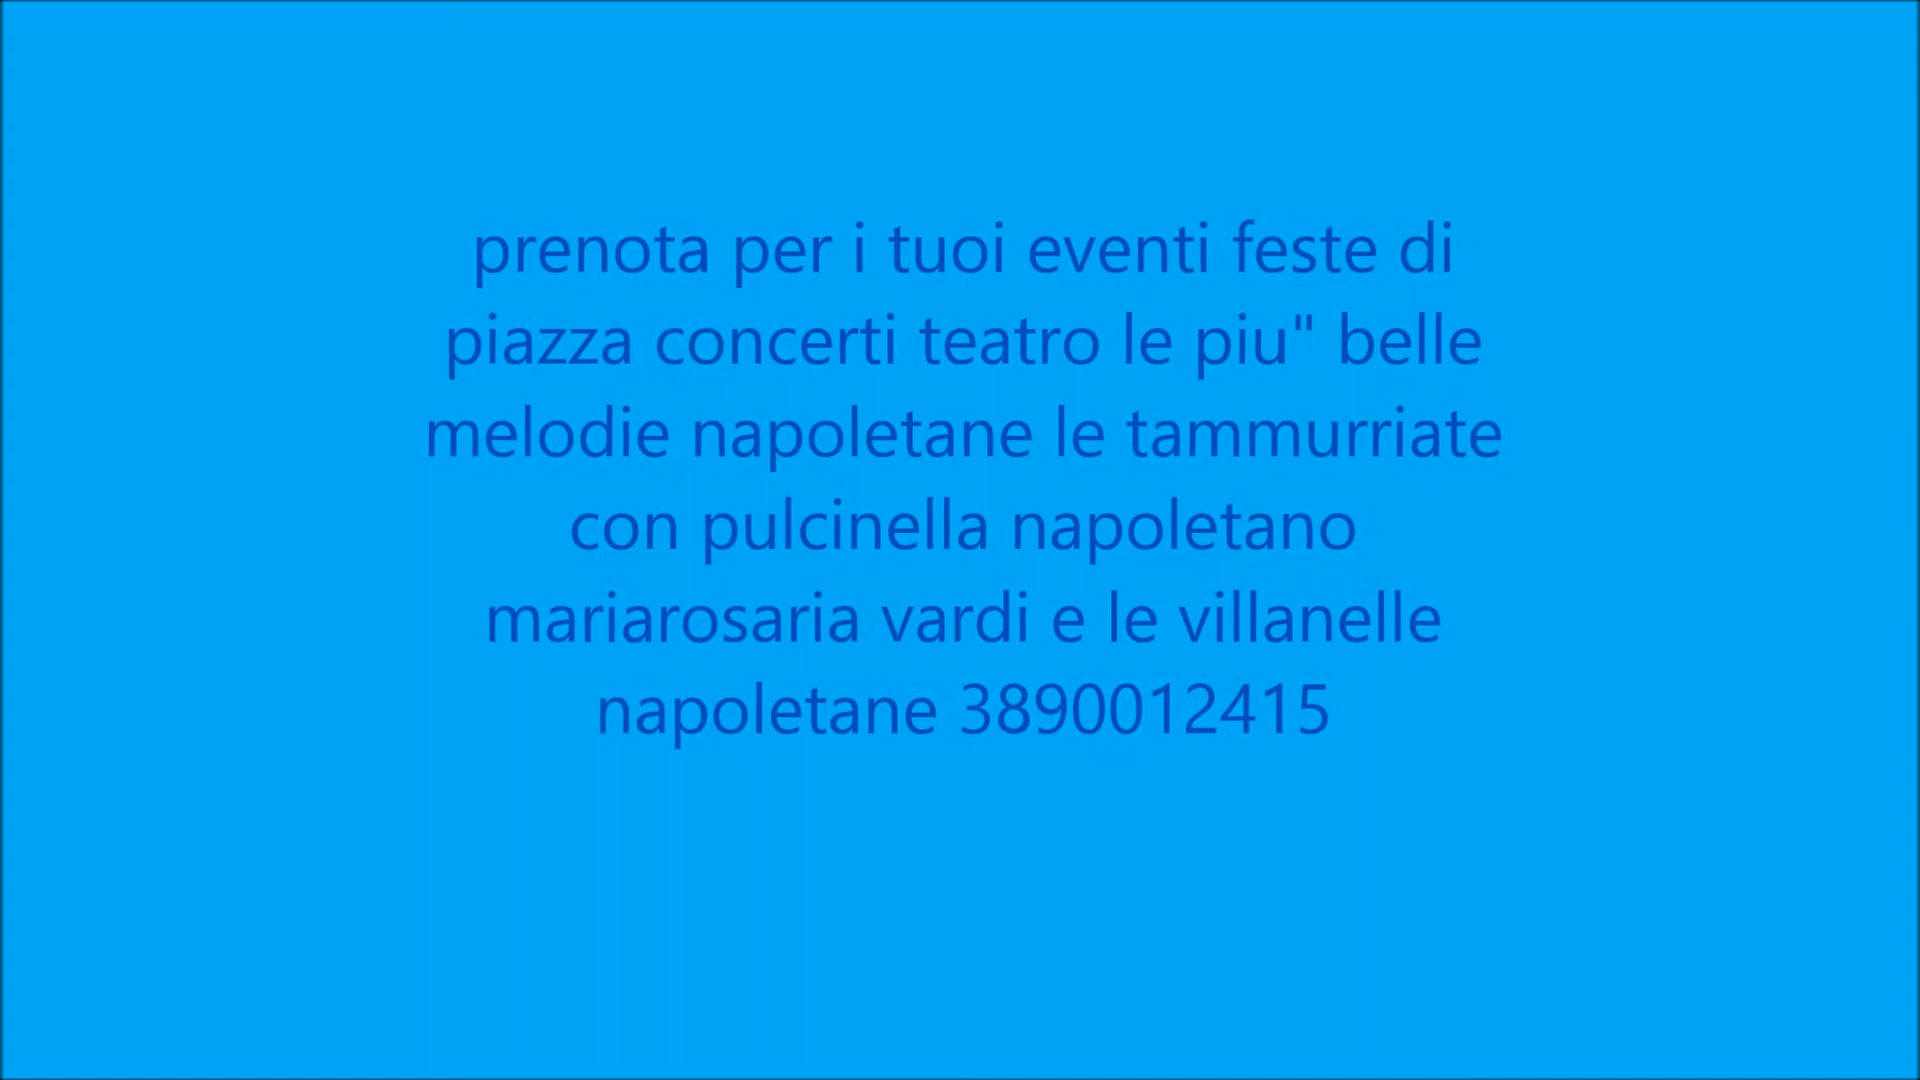 prenota per i tuoi eventi feste di
piazza concerti teatro le piu" belle
melodie napoletane le tammurriate
con pulcinella napoletano
mariarosaria vardi e le villanelle
napoletane 3890012415